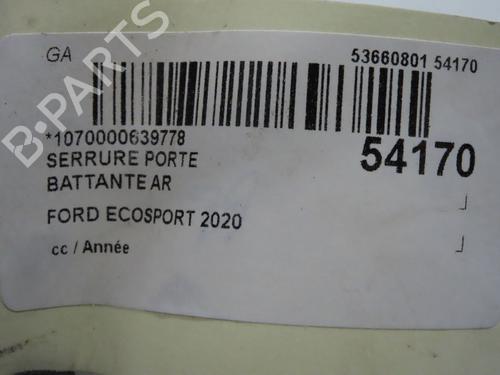 GA 53660801 54170
*1070000639778
54170
SERRURE PORTE
BATTANTE AR
FORD ECOSPORT 2020
cc / Année
B-PARTS